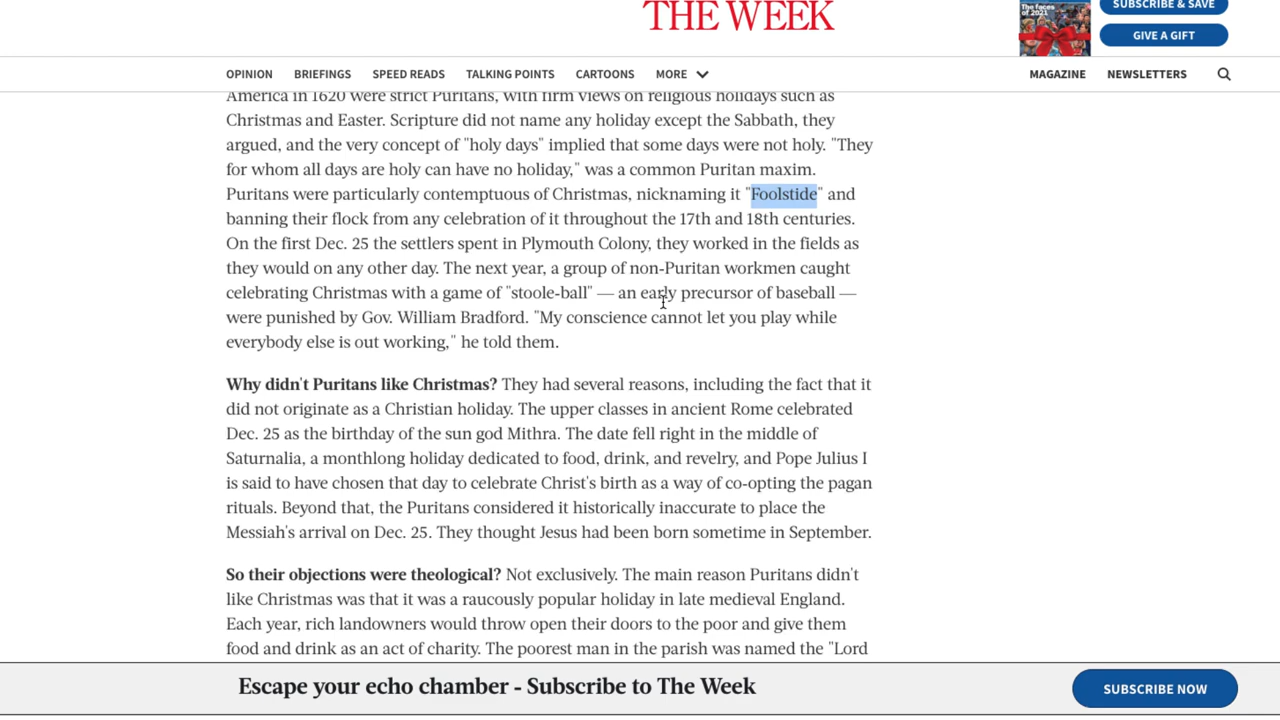 THE WEEK
The faces
of 2021
SUBSCRIBE & SAVE
GIVE A GIFT
OPINION BRIEFINGS SPEED READS TALKING POINTS CARTOONS MORE MAGAZINE NEWSLETTERS
America in 1620 were strict Puritans, with firm views on religious holidays such as
Christmas and Easter. Scripture did not name any holiday except the Sabbath, they
argued, and the very concept of "holy days" implied that some days were not holy. "They
for whom all days are holy can have no holiday," was a common Puritan maxim.
Puritans were particularly contemptuous of Christmas, nicknaming it "Foolstide" and
banning their flock from any celebration of it throughout the 17th and 18th centuries.
On the first Dec. 25 the settlers spent in Plymouth Colony, they worked in the fields as
they would on any other day. The next year, a group of non-Puritan workmen caught
celebrating Christmas with a game of "stoole-ball" — an early precursor of baseball —
were punished by Gov. William Bradford. "My conscience cannot let you play while
everybody else is out working," he told them.
Why didn't Puritans like Christmas? They had several reasons, including the fact that it
did not originate as a Christian holiday. The upper classes in ancient Rome celebrated
Dec. 25 as the birthday of the sun god Mithra. The date fell right in the middle of
Saturnalia, a monthlong holiday dedicated to food, drink, and revelry, and Pope Julius I
is said to have chosen that day to celebrate Christ's birth as a way of co-opting the pagan
rituals. Beyond that, the Puritans considered it historically inaccurate to place the
Messiah's arrival on Dec. 25. They thought Jesus had been born sometime in September.
So their objections were theological? Not exclusively. The main reason Puritans didn't
like Christmas was that it was a raucously popular holiday in late medieval England.
Each year, rich landowners would throw open their doors to the poor and give them
food and drink as an act of charity. The poorest man in the parish was named the "Lord
Escape your echo chamber - Subscribe to The Week
SUBSCRIBE NOW